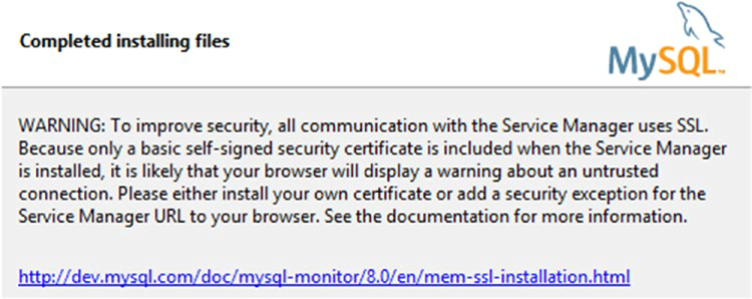 Completed installing files
MySQL™
WARNING: To improve security, all communication with the Service Manager uses SSL.
Because only a basic self-signed security certificate is included when the Service Manager
is installed, it is likely that your browser will display a warning about an untrusted
connection. Please either install your own certificate or add a security exception for the
Service Manager URL to your browser. See the documentation for more information.
http://dev.mysql.com/doc/mysql-monitor/8.0/en/mem-ssl-installation.html